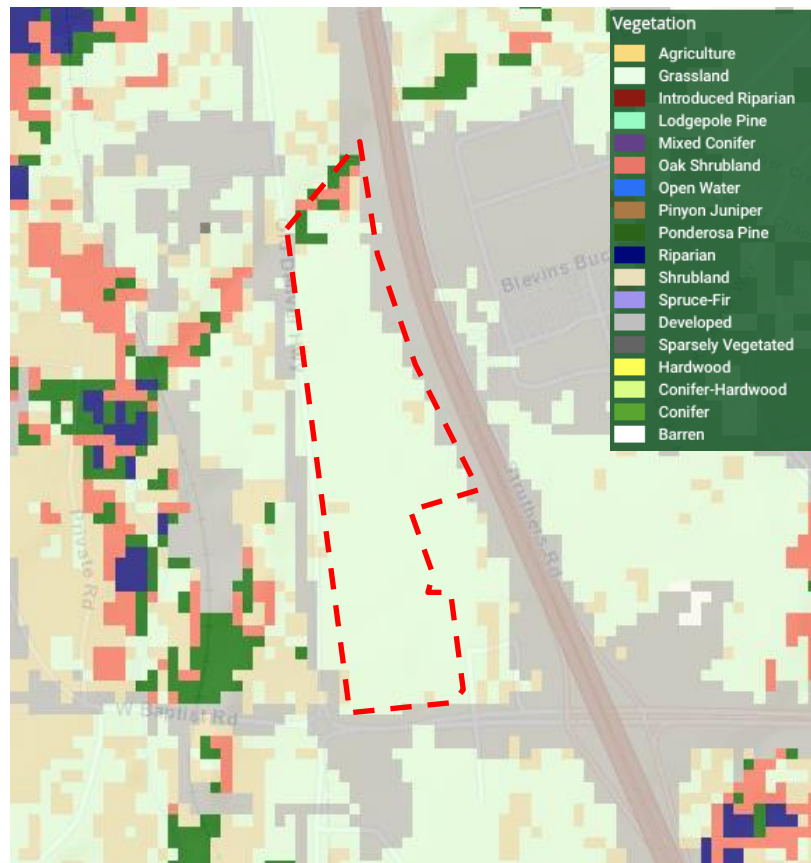 Vegetation
Agriculture
Grassland
Introduced Riparian
Lodgepole Pine
Mixed Conifer
Oak Shrubland
Open Water
Pinyon Juniper
Ponderosa Pine
Riparian
Shrubland
Spruce-Fir
Developed
Sparsely Vegetated
Hardwood
Conifer-Hardwood
Conifer
Barren
Blevins Buc
Struthers Rd
Private Rd
W Baptist Rd